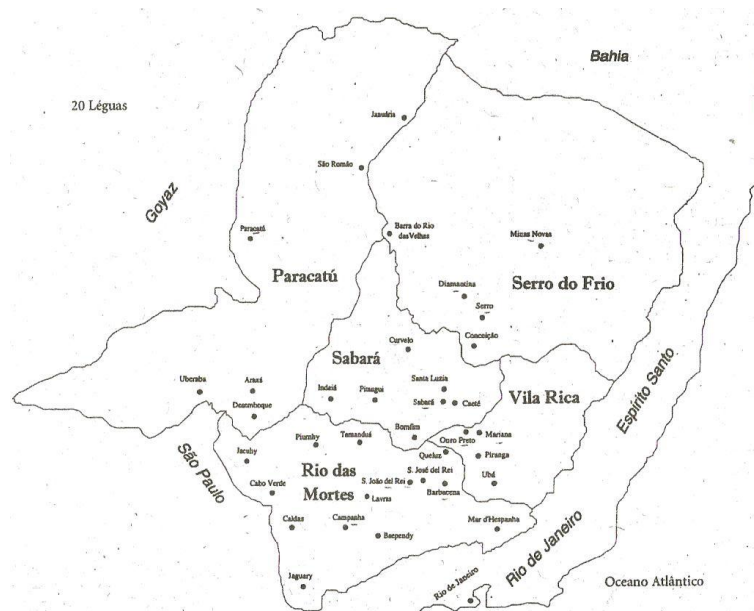 Bahia
20 Léguas
Januária
São Romão
Goyaz
Paracatú
Barra do Rio
das Velhas
Minas Novas
Paracatú
Diamantina
Serro do Frio
Serro
Conceição
Curvelo
Sabará
Espírito Santo
Uberaba
Araxá
Desemboque
Indaiá
Pitangui
Santa Luzia
Sabará
Caeté
Vila Rica
Bomfim
Ouro Preto
Mariana
Piumhy
Tamanduá
Queluz
Piranga
São Paulo
Jacuhy
Rio das
Mortes
S. José del Rei
S. João del Rei
Ubá
Cabo Verde
Lavras
Barbacena
Caldas
Campanha
Baependy
Mar d'Hespanha
Rio de Janeiro
Jaguary
Rio de Janeiro
Oceano Atlântico